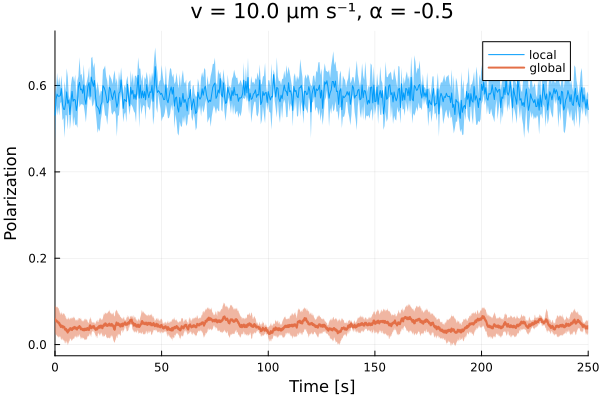 v = 10.0 μm s⁻¹, α = -0.5
local
global
Polarization
0.6
0.4
0.2
0.0
0 50 100 150 200 250
Time [s]